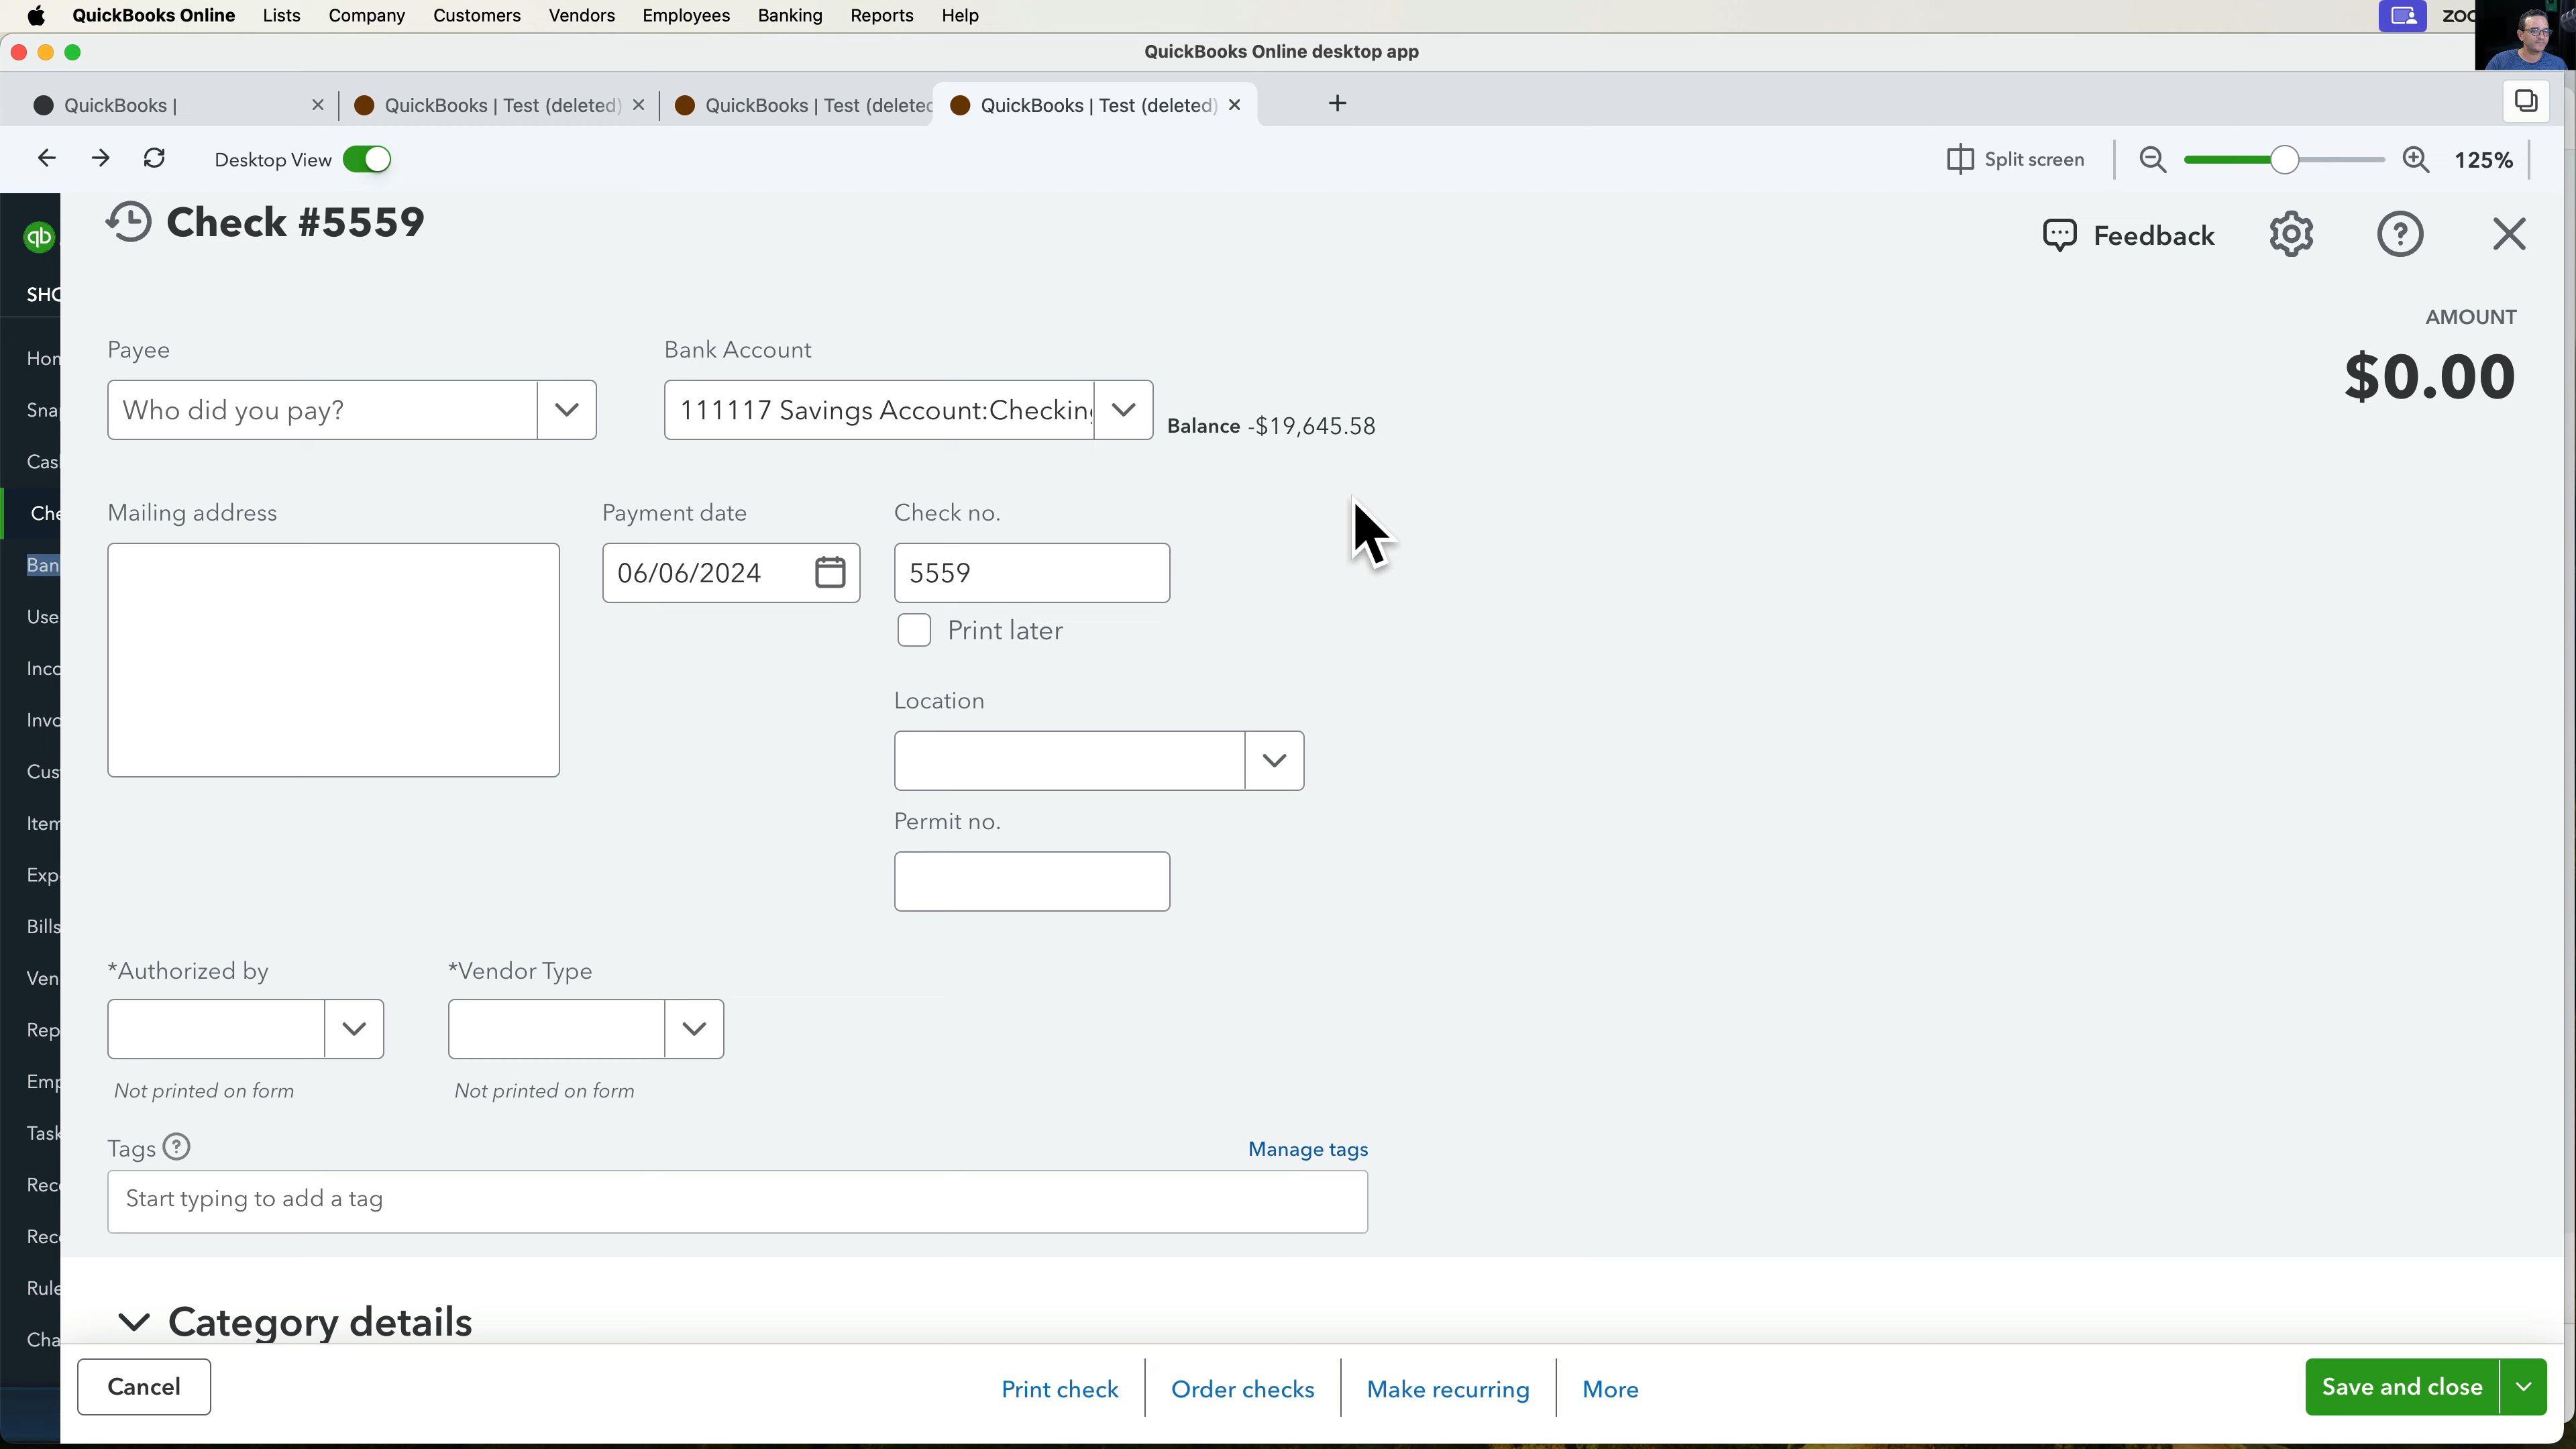 QuickBooks Online Lists Company Customers Vendors Employees Banking Reports Help
QuickBooks Online desktop app
QuickBooks | QuickBooks | Test (deleted) QuickBooks | Test (delete QuickBooks | Test (deleted)
Desktop View Split screen 125%
qb Check #5559 Feedback
AMOUNT
$0.00
Payee Bank Account
Who did you pay? 111117 Savings Account:Checkin Balance -$19,645.58
Mailing address Payment date Check no.
06/06/2024 5559
Print later
Location
Permit no.
*Authorized by *Vendor Type
Not printed on form Not printed on form
Tags Manage tags
Start typing to add a tag
Category details
Cancel Print check Order checks Make recurring More Save and close